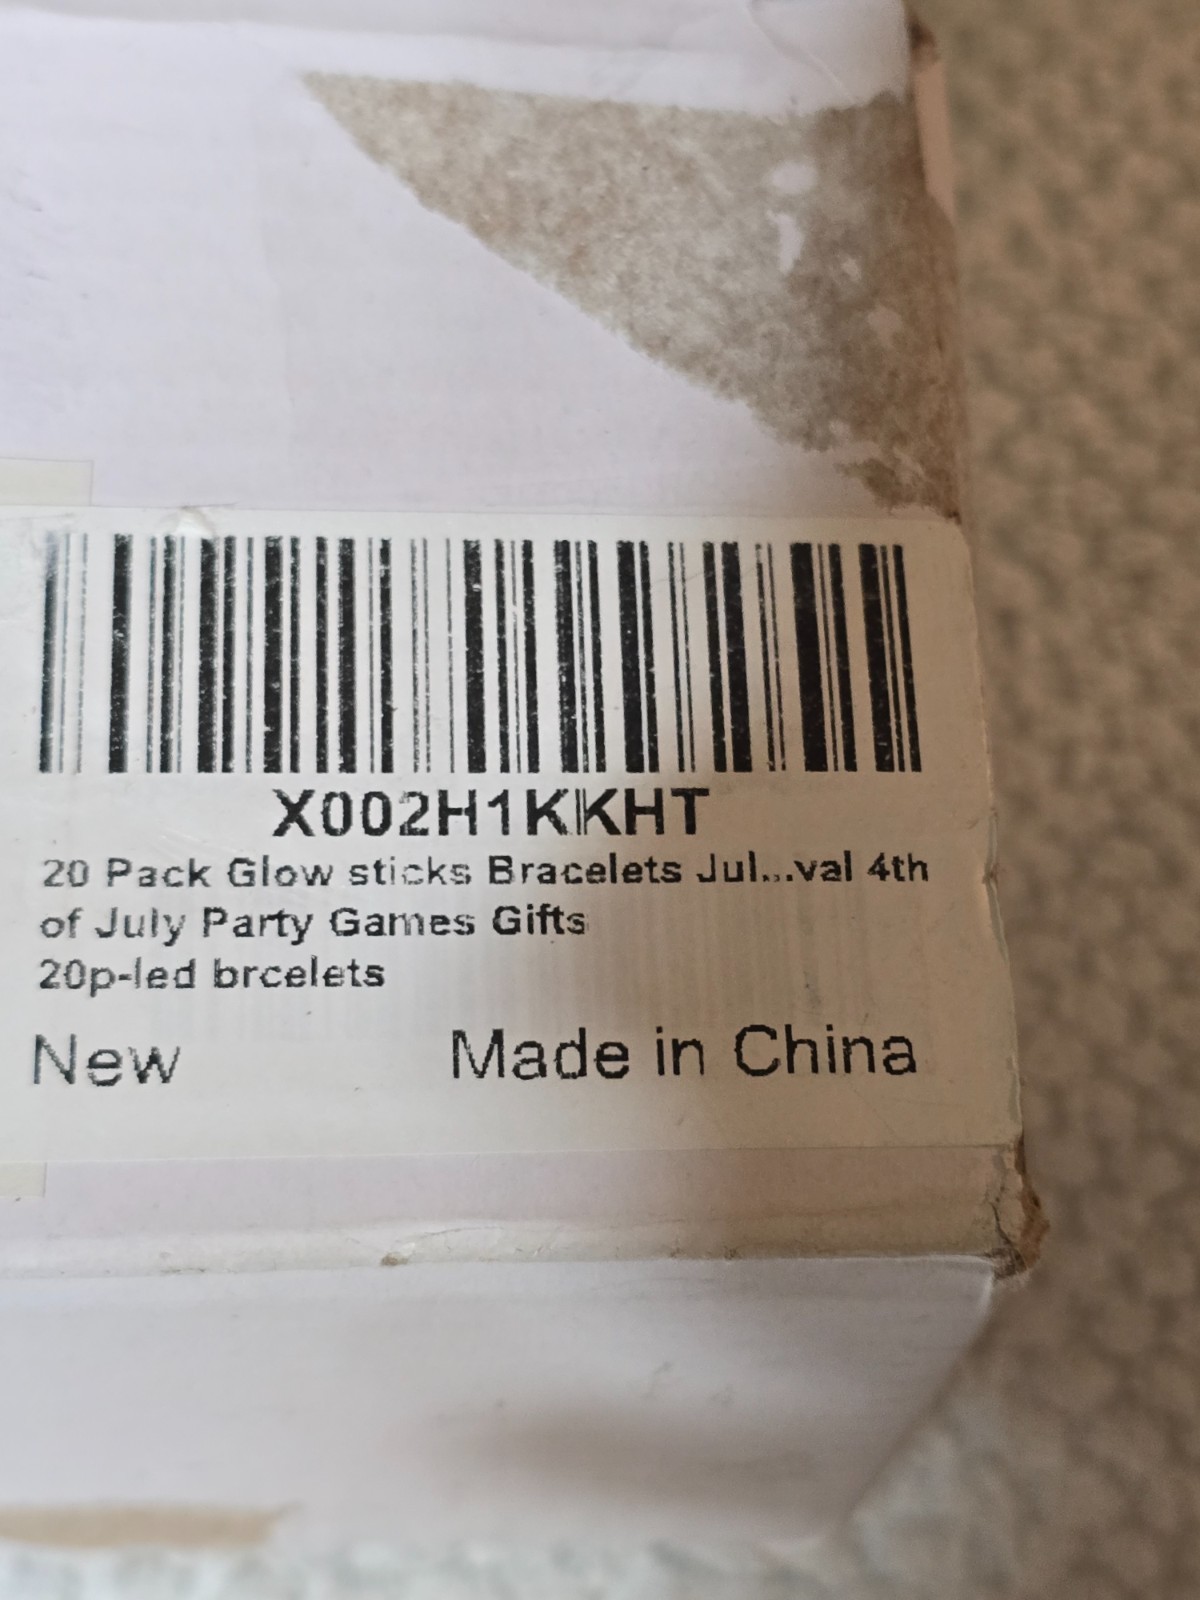 X002H1KKHT
20 Pack Glow sticks Bracelets Jul...val 4th
of July Party Games Gifts
20p-led brcelets
New Made in China